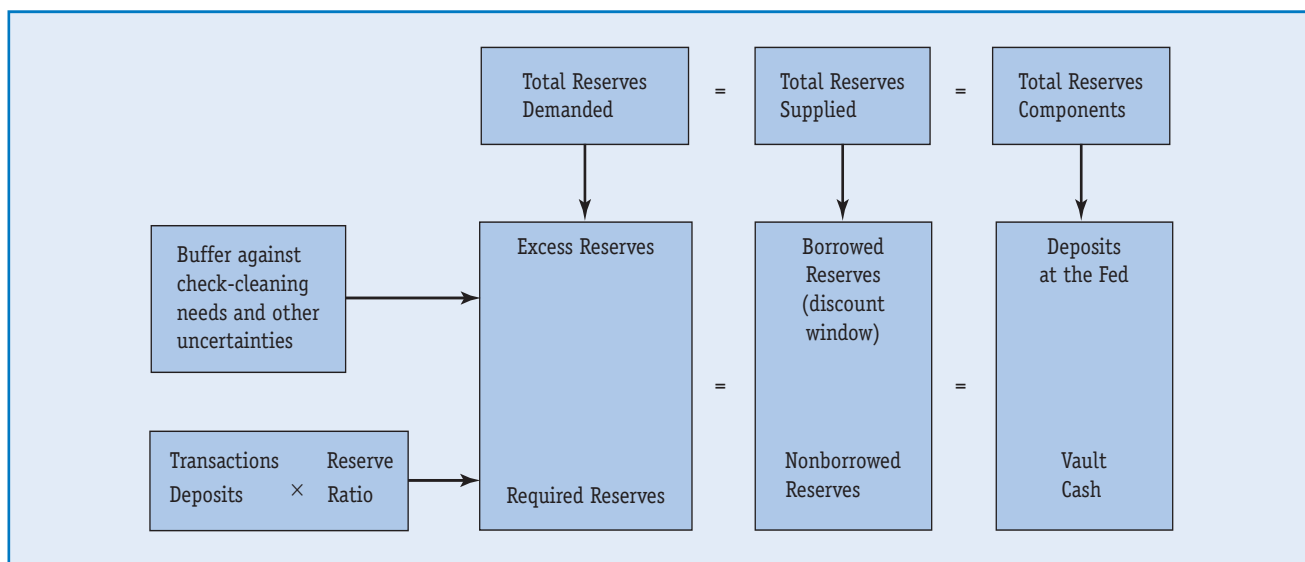 Total Reserves
Demanded
=
Total Reserves
Supplied
=
Total Reserves
Components
Buffer against
check-cleaning
needs and other
uncertainties
Excess Reserves
Borrowed
Reserves
(discount
window)
Deposits
at the Fed
=
=
Transactions
Deposits
×
Reserve
Ratio
Required Reserves
Nonborrowed
Reserves
Vault
Cash